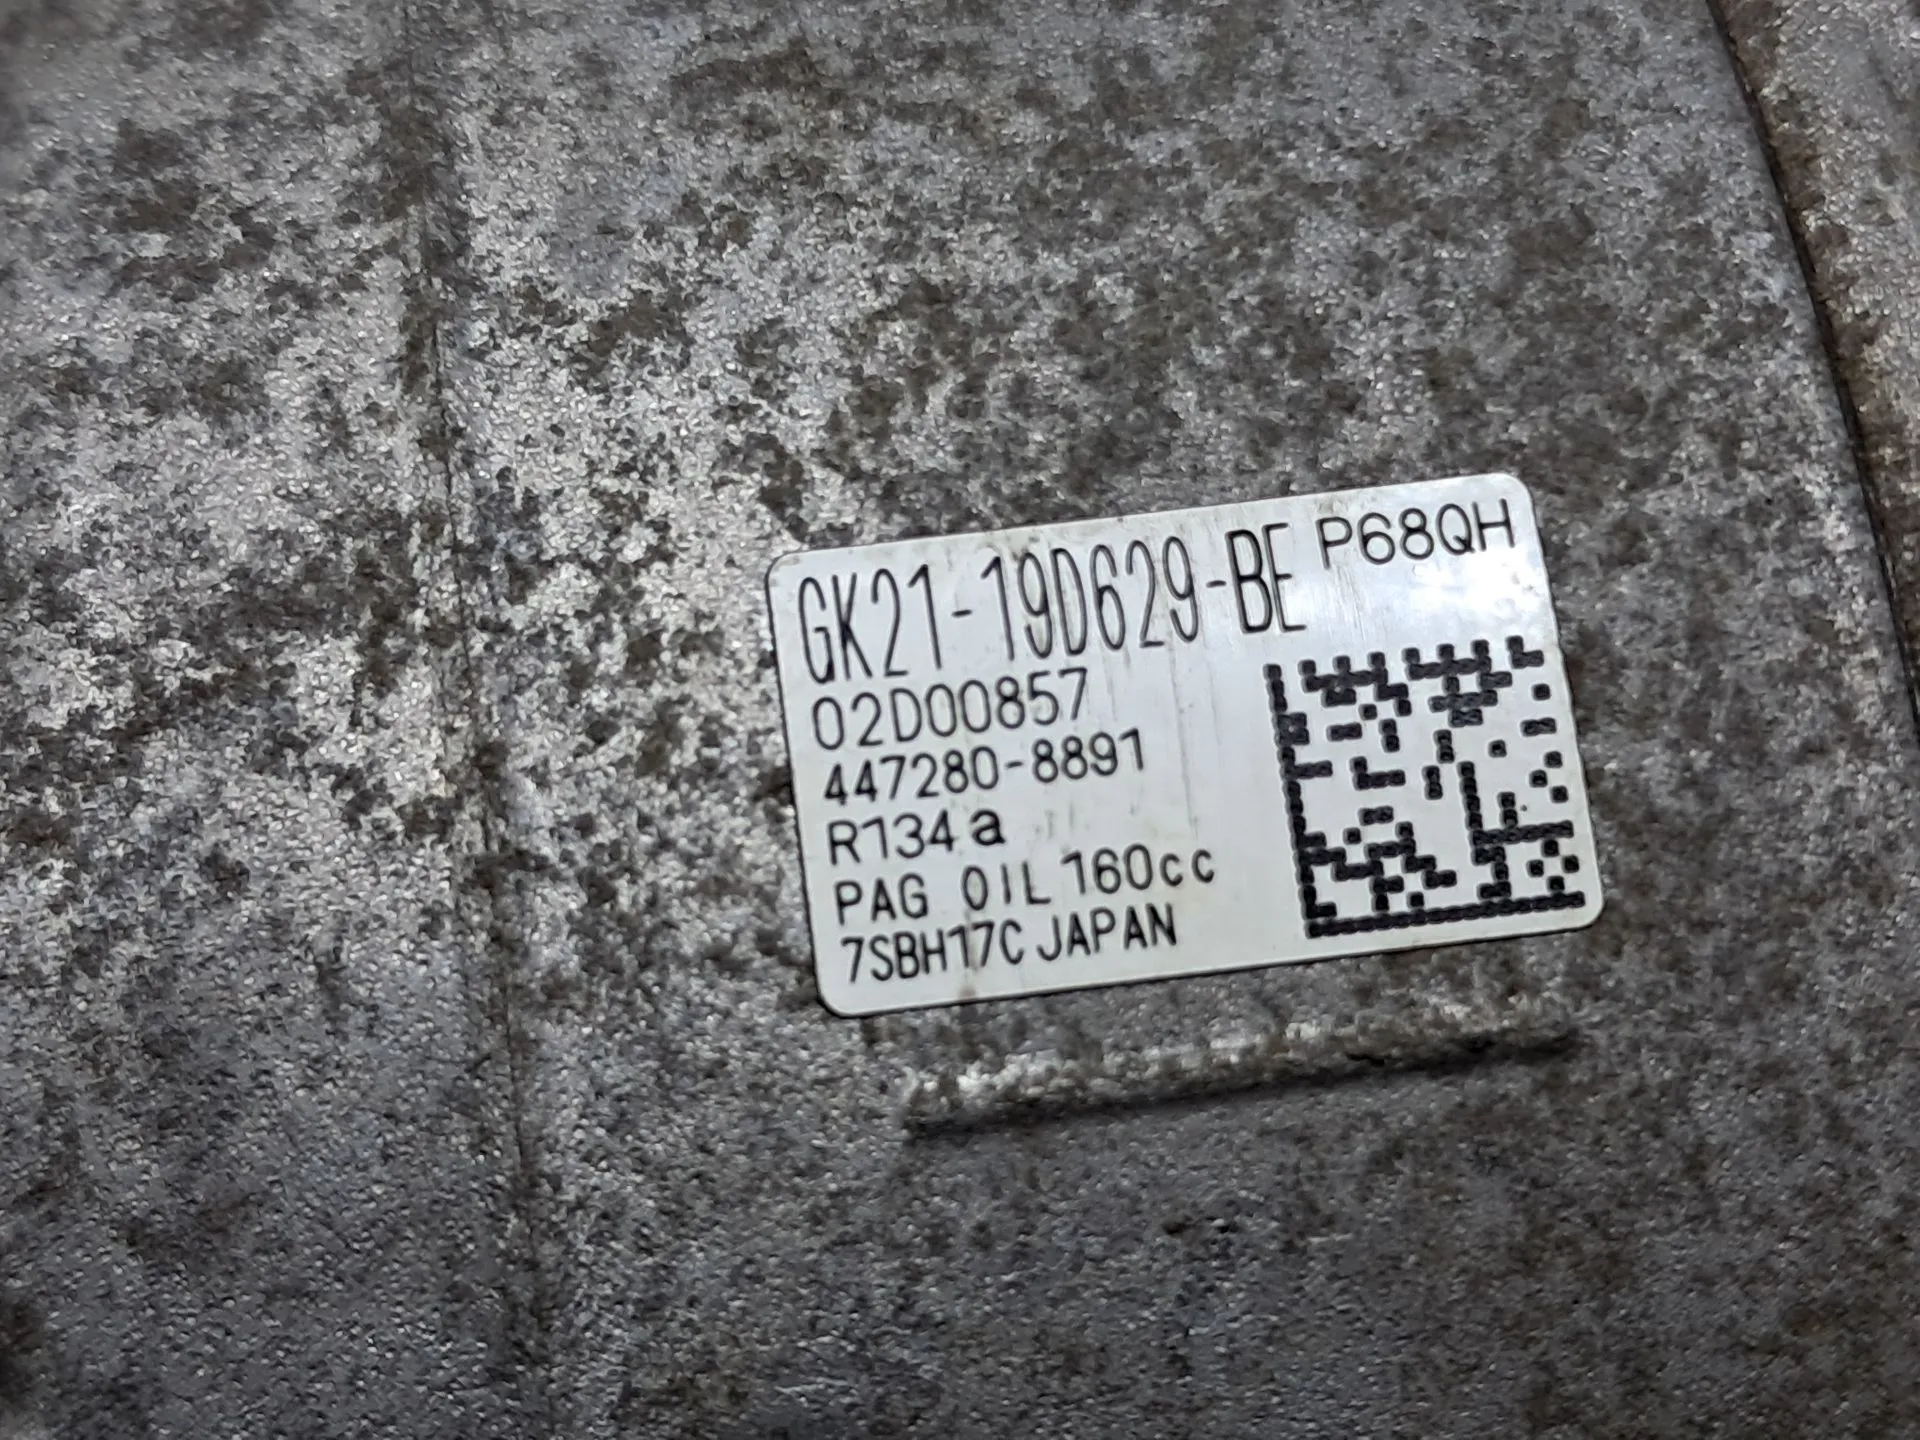 GK21-19D629-BE P68QH
02D00857
447280-8891
R134a
PAG OIL 160cc
7SBH17C JAPAN